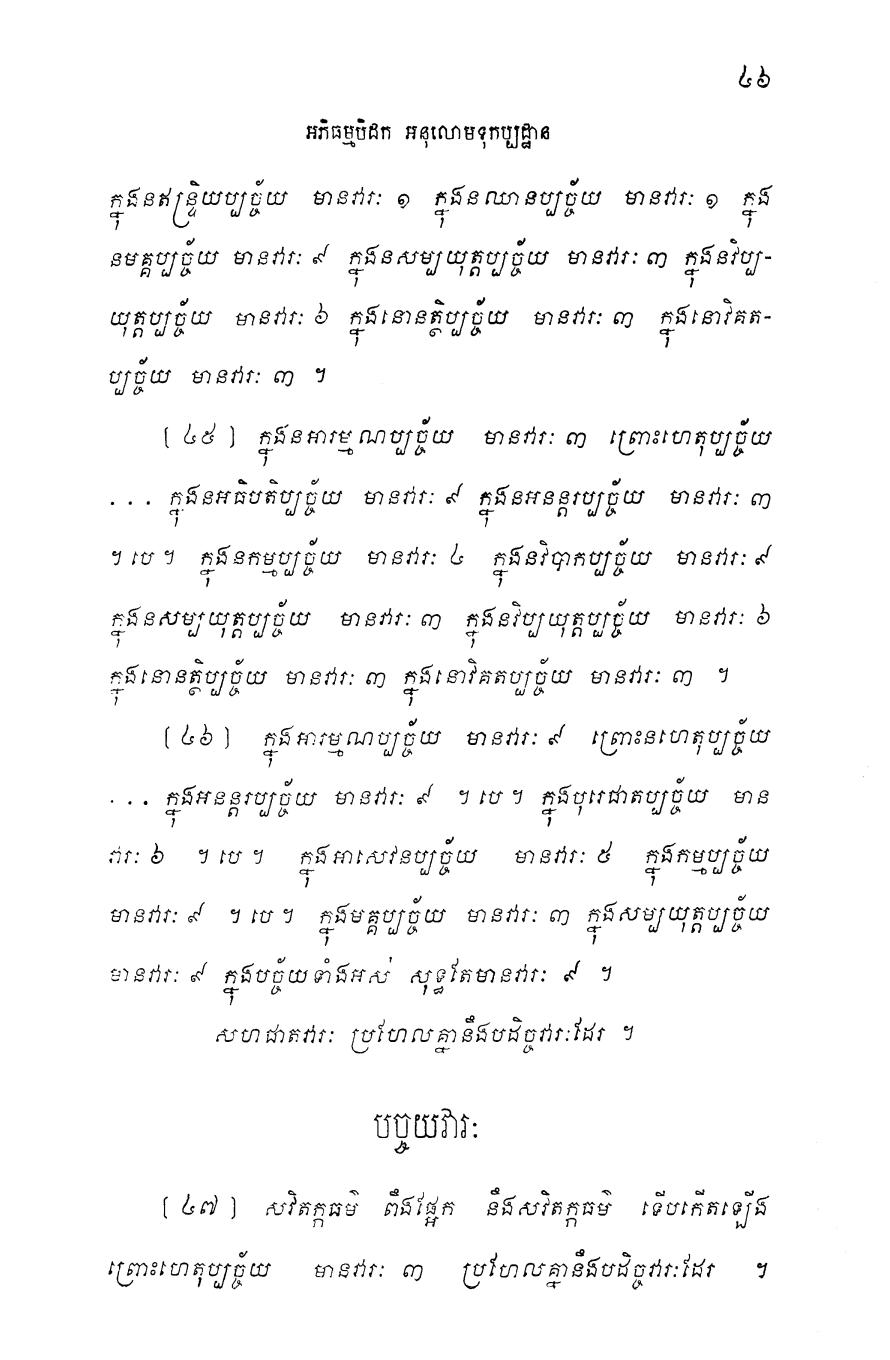 ៤៦
អភិធម្មបិដក អនុលោមទុកប្បដ្ឋាន
ក្នុងនឥន្ទ្រិយប្បច្ច័យ មានវារៈ ១ ក្នុងនឈានប្បច្ច័យ មានវារៈ ១ ក្នុង
នមគ្គប្បច្ច័យ មានវារៈ ៩ ក្នុងនសម្បយុត្តប្បច្ច័យ មានវារៈ ៣ ក្នុងនវិប្ប-
យុត្តប្បច្ច័យ មានវារៈ ៦ ក្នុងនោនត្ថិប្បច្ច័យ មានវារៈ ៣ ក្នុងនោវិគត-
ប្បច្ច័យ មានវារៈ ៣ ។
[ ៤៥ ] ក្នុងនអារម្មណប្បច្ច័យ មានវារៈ ៣ ព្រោះហេតុប្បច្ច័យ
... ក្នុងនអធិបតិប្បច្ច័យ មានវារៈ ៩ ក្នុងនអនន្តរប្បច្ច័យ មានវារៈ ៣
។ បេ ។ ក្នុងនកម្មប្បច្ច័យ មានវារៈ ៤ ក្នុងនវិបាកប្បច្ច័យ មានវារៈ ៩
ក្នុងនសម្បយុត្តប្បច្ច័យ មានវារៈ ៣ ក្នុងនវិប្បយុត្តប្បច្ច័យ មានវារៈ ៦
ក្នុងនោនត្ថិប្បច្ច័យ មានវារៈ ៣ ក្នុងនោវិគតប្បច្ច័យ មានវារៈ ៣ ។
[ ៤៦ ] ក្នុងអារម្មណប្បច្ច័យ មានវារៈ ៩ ព្រោះនហេតុប្បច្ច័យ
... ក្នុងអនន្តរប្បច្ច័យ មានវារៈ ៩ ។ បេ ។ ក្នុងបុរេជាតប្បច្ច័យ មាន
វារៈ ៦ ។ បេ ។ ក្នុងអាសេវនប្បច្ច័យ មានវារៈ ៥ ក្នុងកម្មប្បច្ច័យ
មានវារៈ ៩ ។ បេ ។ ក្នុងមគ្គប្បច្ច័យ មានវារៈ ៣ ក្នុងសម្បយុត្តប្បច្ច័យ
មានវារៈ ៩ ក្នុងបច្ច័យទាំងអស់ សុទ្ធតែមានវារៈ ៩ ។
សហជាតវារៈ ប្រហែលគ្នានឹងបដិច្ចវារៈដែរ ។
បច្ចយវារៈ
[ ៤៧ ] សវិតក្កធម៌ ពឹងផ្អែក នឹងសវិតក្កធម៌ ទើបកើតឡើង
ព្រោះហេតុប្បច្ច័យ មានវារៈ ៣ ប្រហែលគ្នានឹងបដិច្ចវារៈដែរ ។